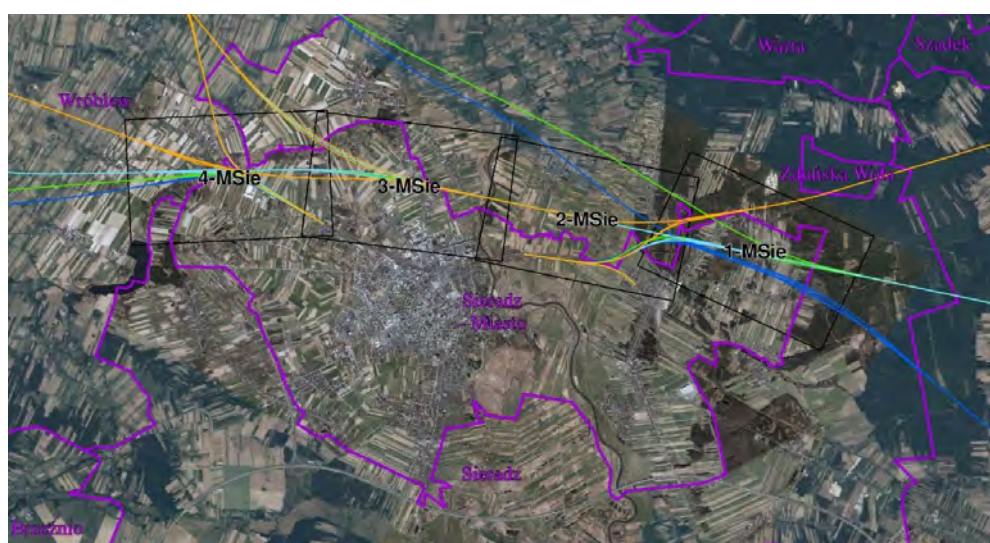 Warta
Szadek
Wróblew
Zduńska Wola
4-MSie
3-MSie
2-MSie
1-MSie
Sieradz
- Miasto
Sieradz
Brzeźnio